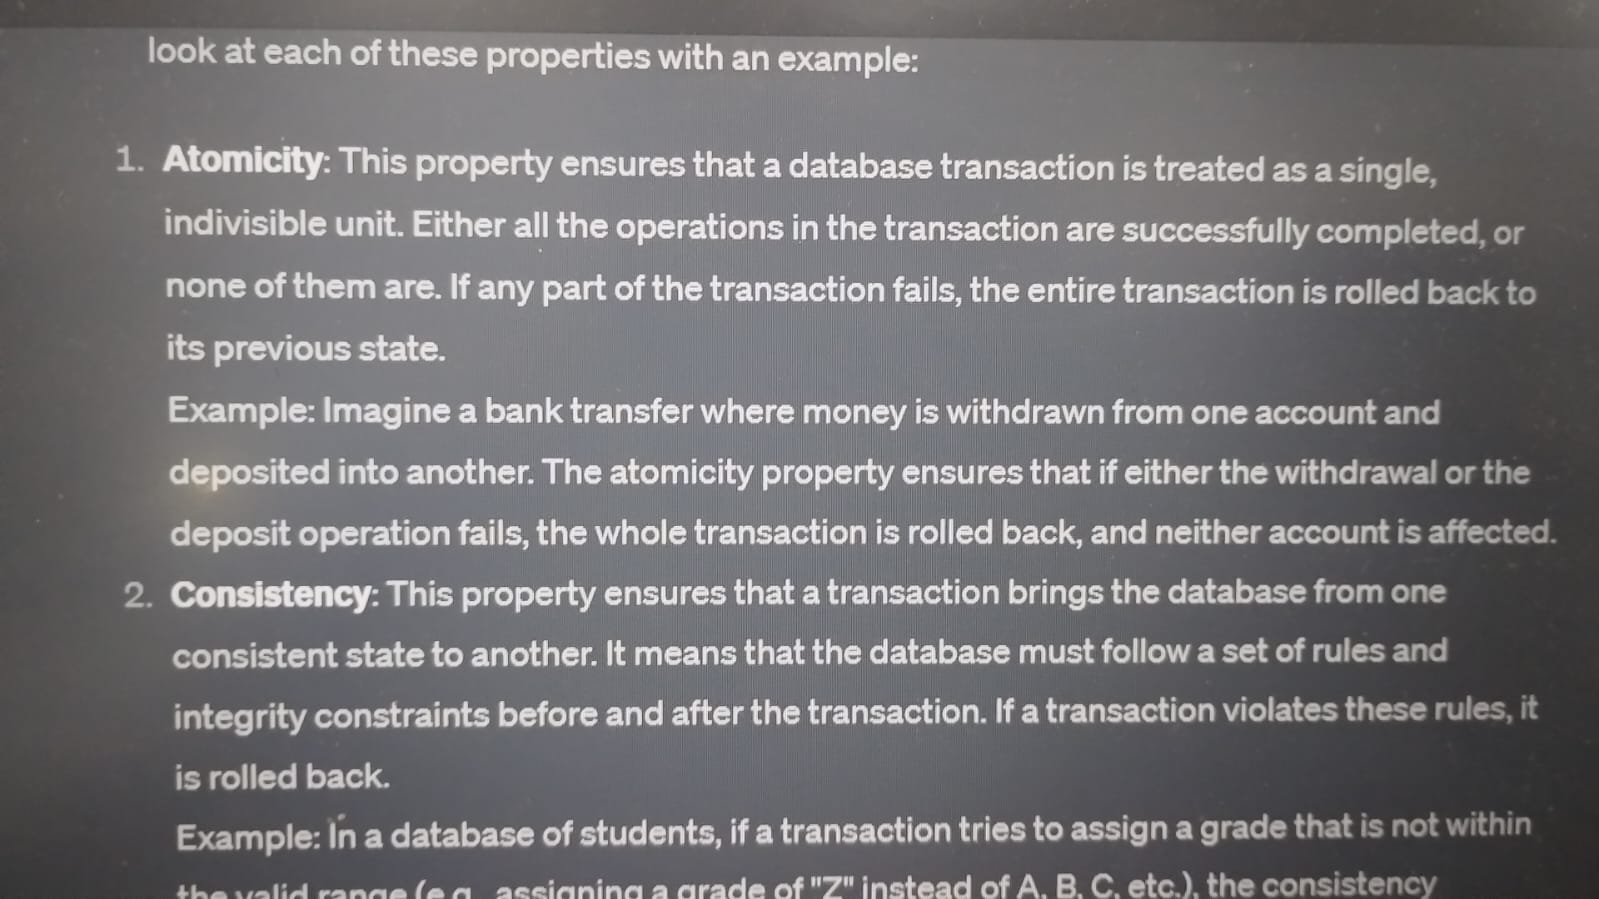 look at each of these properties with an example:
1. Atomicity: This property ensures that a database transaction is treated as a single,
indivisible unit. Either all the operations in the transaction are successfully completed, or
none of them are. If any part of the transaction fails, the entire transaction is rolled back to
its previous state.
Example: Imagine a bank transfer where money is withdrawn from one account and
deposited into another. The atomicity property ensures that if either the withdrawal or the
deposit operation fails, the whole transaction is rolled back, and neither account is affected.
2. Consistency: This property ensures that a transaction brings the database from one
consistent state to another. It means that the database must follow a set of rules and
integrity constraints before and after the transaction. If a transaction violates these rules, it
is rolled back.
Example: In a database of students, if a transaction tries to assign a grade that is not within
the valid range (e.g., assigning a grade of "Z" instead of A, B, C, etc.), the consistency